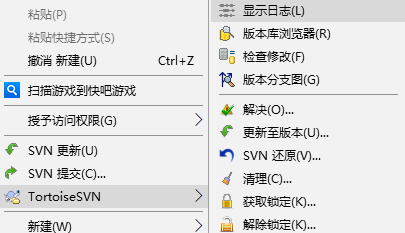 粘贴(P)
粘贴快捷方式(S)
撤消 新建(U) Ctrl+Z
扫描游戏到快吧游戏
授予访问权限(G)
SVN 更新(U)
SVN 提交(C)...
TortoiseSVN
新建(W)
显示日志(L)
版本库浏览器(R)
检查修改(F)
版本分支图(G)
解决(O)...
更新至版本(U)...
SVN 还原(V)...
清理(C)...
获取锁定(K)...
解除锁定(K)...